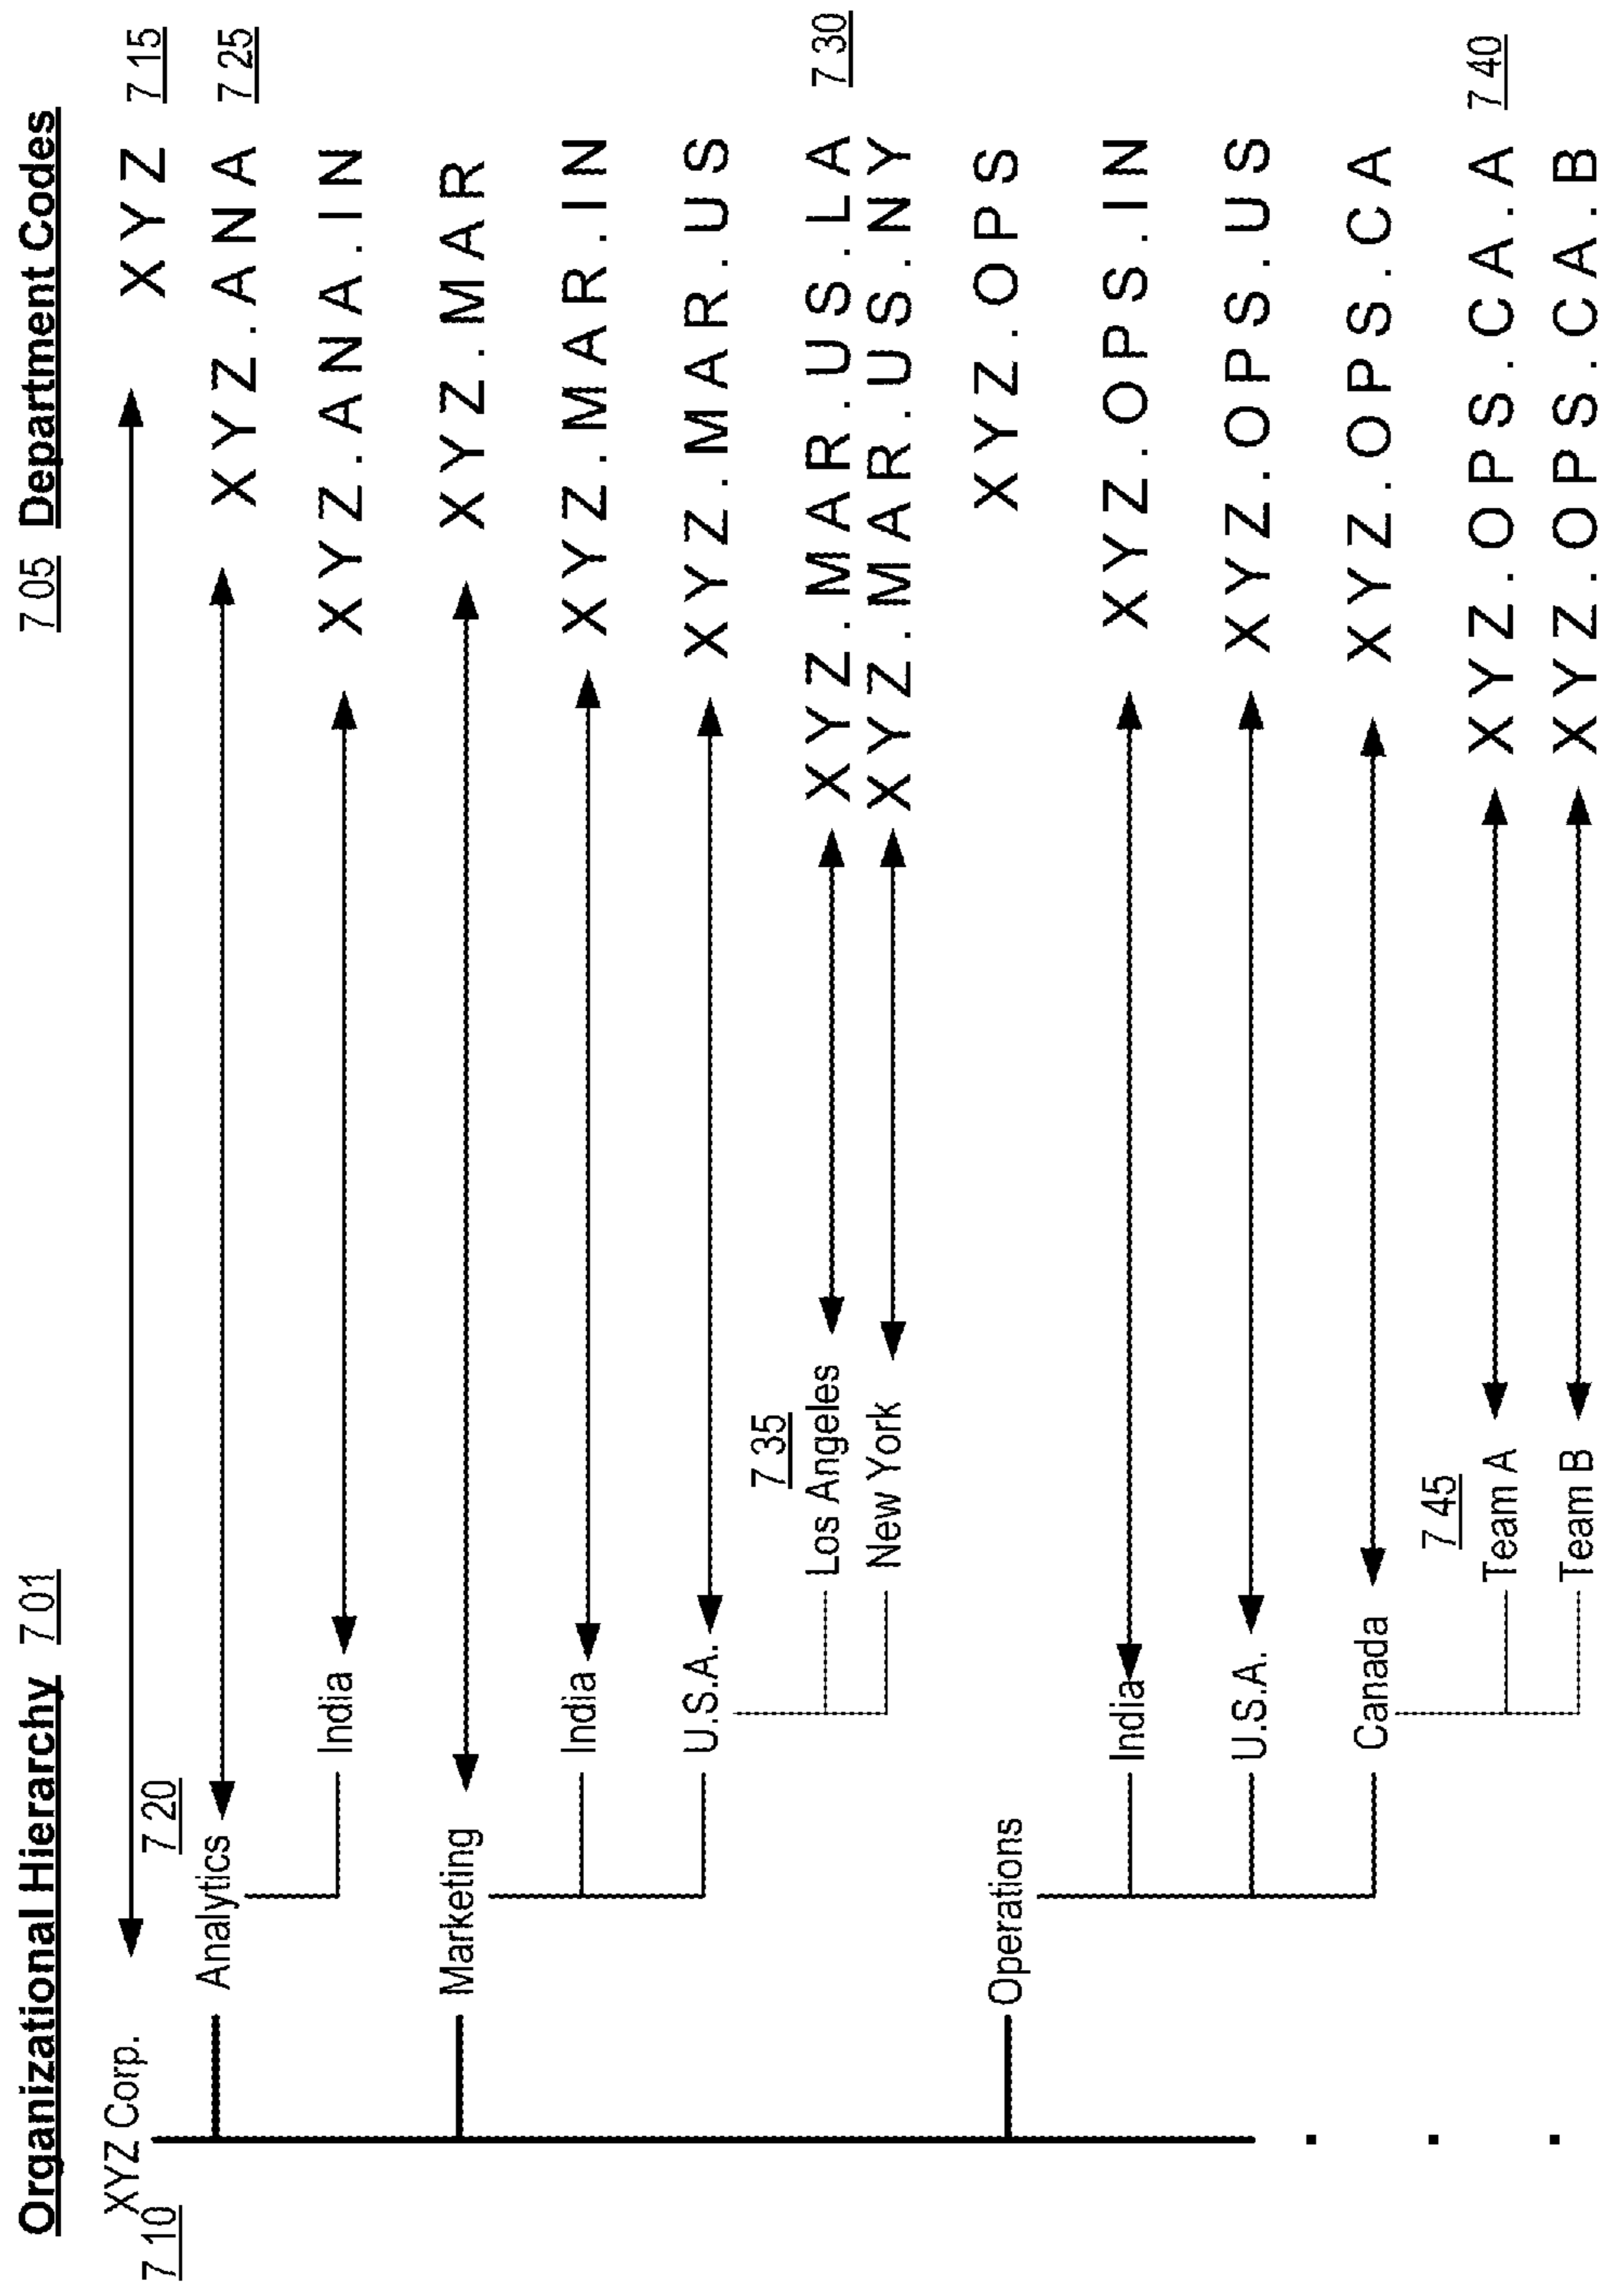 Organizational Hierarchy 701 705 Department Codes
XYZ Corp. XYZ 715
710
720
Analytics XYZ.ANA 725
India XYZ.ANA.IN
Marketing XYZ.MAR
India XYZ.MAR.IN
U.S.A. XYZ.MAR.US
735
Los Angeles XYZ.MAR.US.LA 730
New York XYZ.MAR.US.NY
Operations XYZ.OPS
India XYZ.OPS.IN
U.S.A. XYZ.OPS.US
Canada XYZ.OPS.CA
745
Team A XYZ.OPS.CA.A 740
Team B XYZ.OPS.CA.B